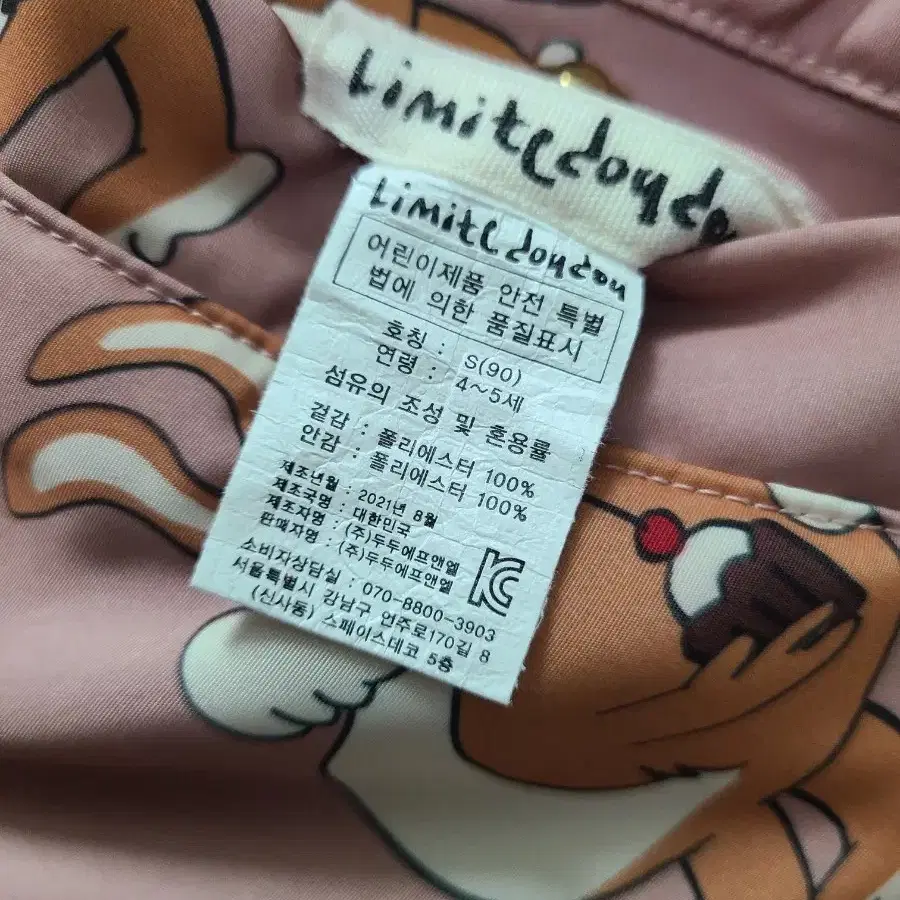 Limitedoudou
Limitedoudou
어린이제품 안전 특별
법에 의한 품질표시
호칭 : S(90)
연령 : 4~5세
섬유의 조성 및 혼용률
겉감 : 폴리에스터 100%
안감 : 폴리에스터 100%
제조년월 : 2021년 8월
제조국명 : 대한민국
제조자명 : (주)두두에프앤엘
판매자명 : (주)두두에프앤엘
소비자상담실 : 070-8800-3903
서울특별시 강남구 언주로170길 8
(신사동) 스페이스데코 5층